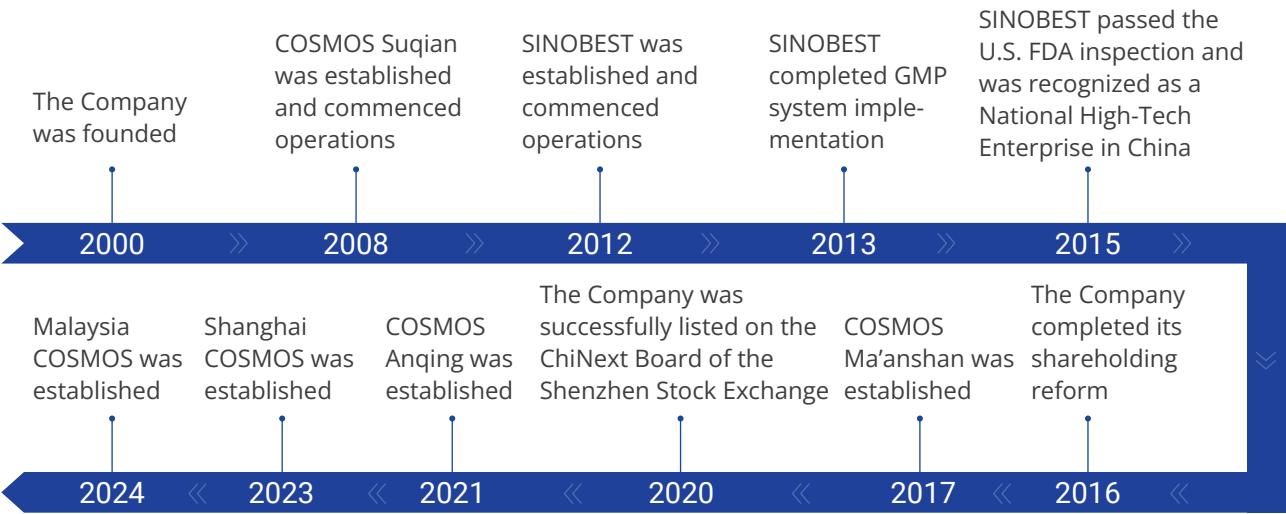 The Company
was founded
2000
COSMOS Suqian
was established
and commenced
operations
2008
SINOBEST was
established and
commenced
operations
2012
SINOBEST
completed GMP
system imple-
mentation
2013
SINOBEST passed the
U.S. FDA inspection and
was recognized as a
National High-Tech
Enterprise in China
2015
The Company
completed its
shareholding
reform
2016
COSMOS
Ma’anshan was
established
2017
The Company was
successfully listed on the
ChiNext Board of the
Shenzhen Stock Exchange
2020
COSMOS
Anqing was
established
2021
Shanghai
COSMOS was
established
2023
Malaysia
COSMOS was
established
2024